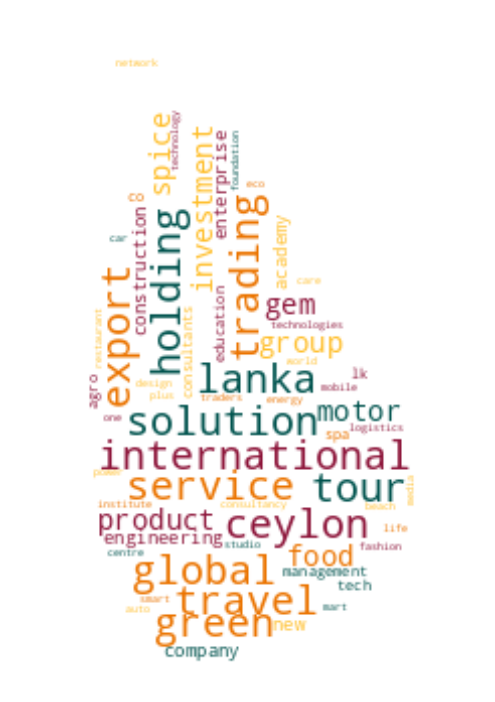 network
spice
technology
investment
enterprise
foundation
eco
co
car
construction
holding
trading
academy
care
export
restaurant
consultants
education
gem
technologies
group
world
lanka
lk
mobile
agro
design
plus
traders
energy
one
solution
motor
logistics
spa
international
power
service
tour
media
institute
consultancy
beach
product
ceylon
life
engineering
studio
fashion
centre
food
global
management
tech
smart
travel
mart
auto
green
new
company